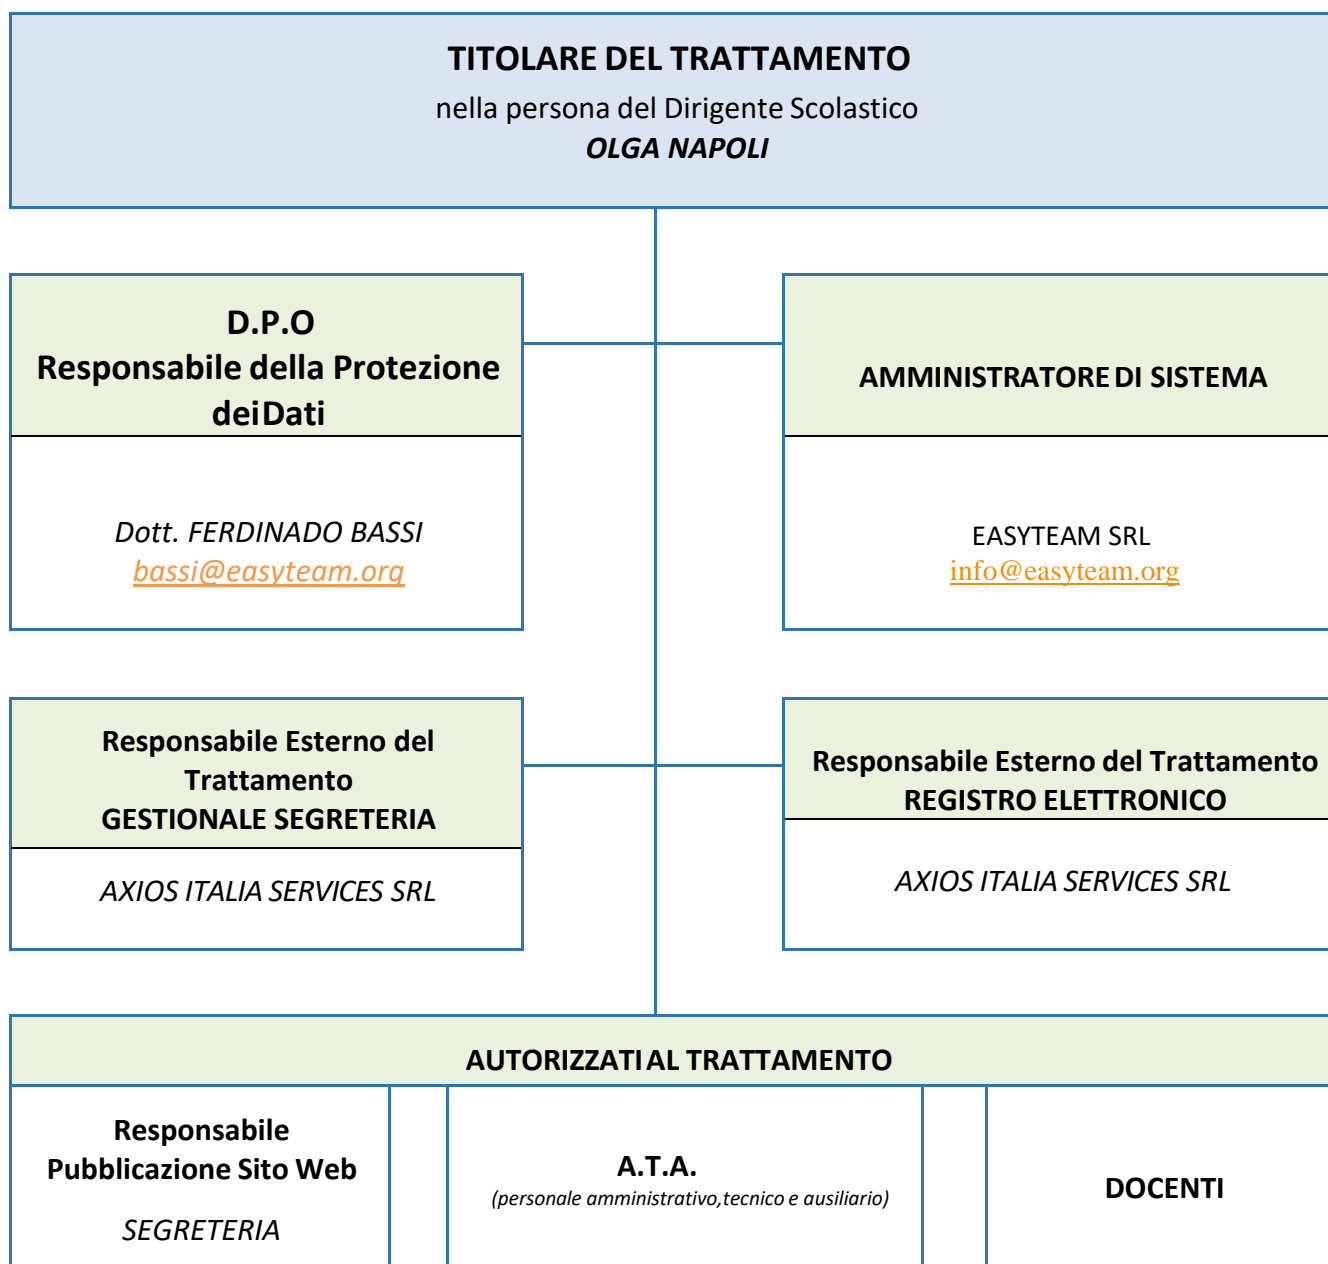 TITOLARE DEL TRATTAMENTO
nella persona del Dirigente Scolastico
OLGA NAPOLI
D.P.O
Responsabile della Protezione
dei Dati
Dott. FERDINADO BASSI
bassi@easyteam.org
AMMINISTRATORE DI SISTEMA
EASYTEAM SRL
info@easyteam.org
Responsabile Esterno del
Trattamento
GESTIONALE SEGRETERIA
AXIOS ITALIA SERVICES SRL
Responsabile Esterno del Trattamento
REGISTRO ELETTRONICO
AXIOS ITALIA SERVICES SRL
AUTORIZZATI AL TRATTAMENTO
Responsabile
Pubblicazione Sito Web
SEGRETERIA
A.T.A.
(personale amministrativo,tecnico e ausiliario)
DOCENTI